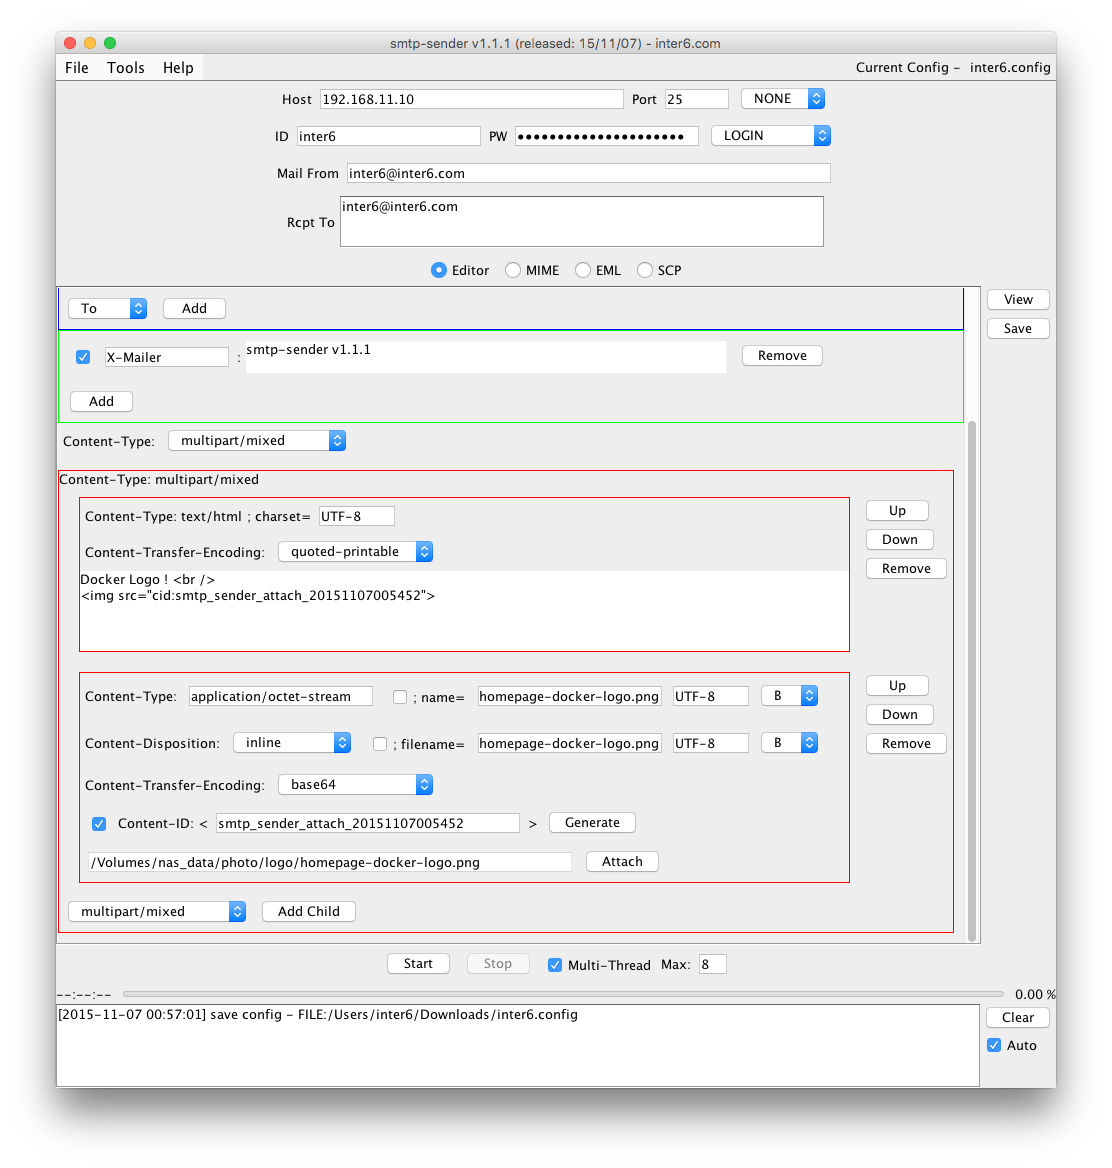 smtp-sender v1.1.1 (released: 15/11/07) - inter6.com
File Tools Help Current Config - inter6.config
Host 192.168.11.10 Port 25 NONE
ID inter6 PW ●●●●●●●●●●●●●●●●●●●●● LOGIN
Mail From inter6@inter6.com
Rcpt To inter6@inter6.com
Editor MIME EML SCP
To Add View
Save
X-Mailer : smtp-sender v1.1.1 Remove
Add
Content-Type: multipart/mixed
Content-Type: multipart/mixed
Content-Type: text/html ; charset= UTF-8 Up
Down
Content-Transfer-Encoding: quoted-printable
Remove
Docker Logo ! <br />
<img src="cid:smtp_sender_attach_20151107005452">
Content-Type: application/octet-stream ; name= homepage-docker-logo.png UTF-8 B Up
Down
Content-Disposition: inline ; filename= homepage-docker-logo.png UTF-8 B Remove
Content-Transfer-Encoding: base64
Content-ID: < smtp_sender_attach_20151107005452 > Generate
/Volumes/nas_data/photo/logo/homepage-docker-logo.png Attach
multipart/mixed Add Child
Start Stop Multi-Thread Max: 8
--:--:-- 0.00 %
[2015-11-07 00:57:01] save config - FILE:/Users/inter6/Downloads/inter6.config Clear
Auto